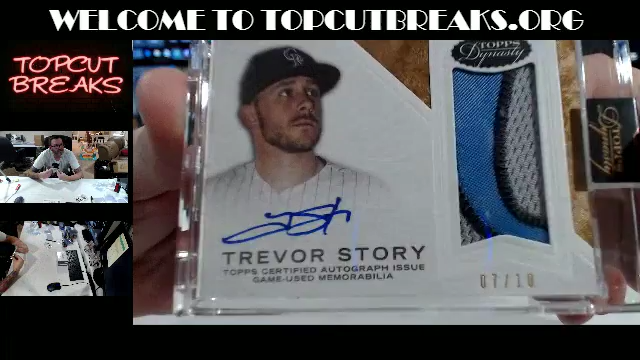 WELCOME TO TOPCUTBREAKS.ORG
TOPCUT
BREAKS
TOPPS
Dynasty
TREVOR STORY
TOPPS CERTIFIED AUTOGRAPH ISSUE
GAME-USED MEMORABILIA
07/10